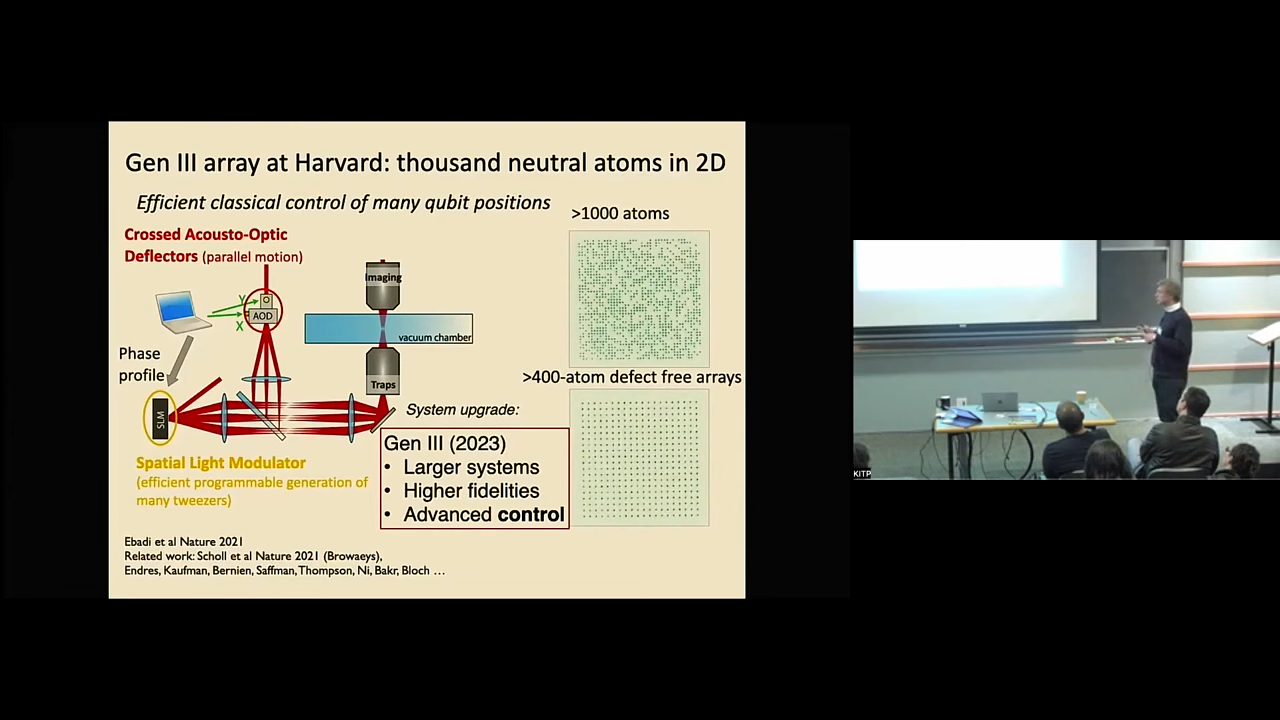 Gen III array at Harvard: thousand neutral atoms in 2D
Efficient classical control of many qubit positions
>1000 atoms
Crossed Acousto-Optic
Deflectors (parallel motion)
Imaging
Y
AOD
X
vacuum chamber
Phase
profile
Traps
>400-atom defect free arrays
SLM
System upgrade:
Gen III (2023)
• Larger systems
• Higher fidelities
• Advanced control
Spatial Light Modulator
(efficient programmable generation of
many tweezers)
Ebadi et al Nature 2021
Related work: Scholl et al Nature 2021 (Browaeys),
Endres, Kaufman, Bernien, Saffman, Thompson, Ni, Bakr, Bloch …
KITP